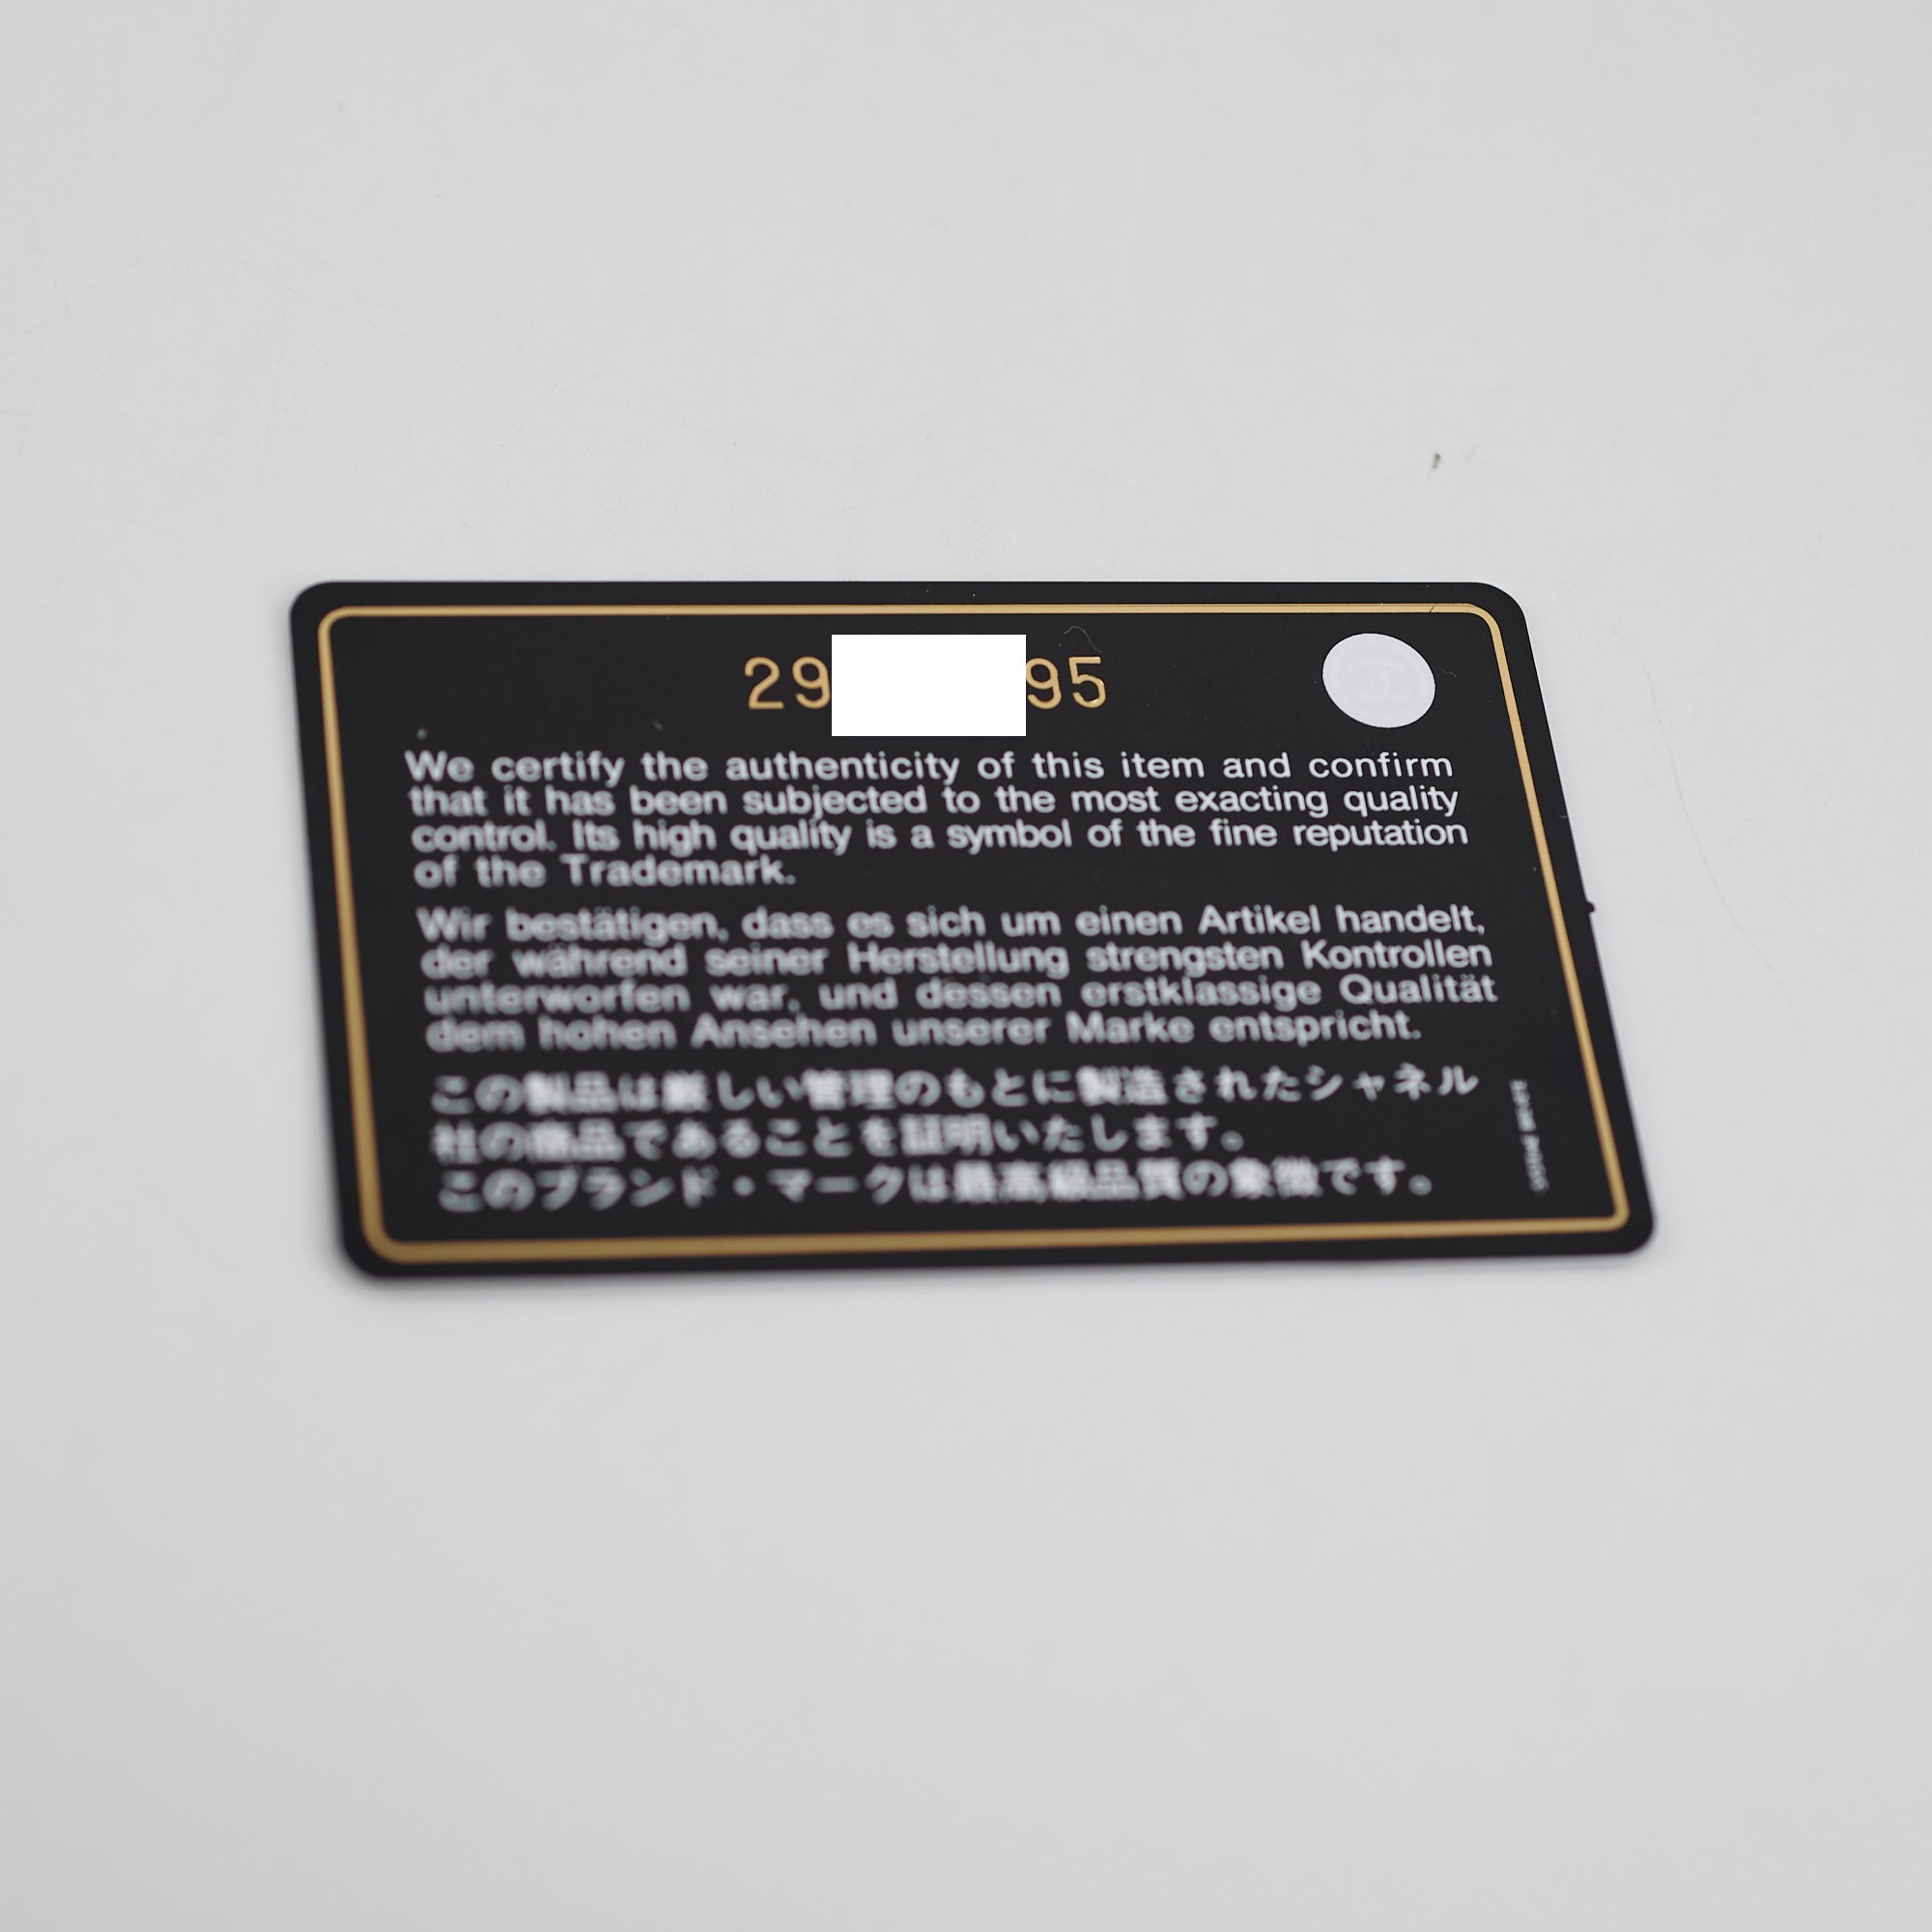 29 95
We certify the authenticity of this item and confirm
that it has been subjected to the most exacting quality
control. Its high quality is a symbol of the fine reputation
of the Trademark.
Wir bestätigen, dass es sich um einen Artikel handelt,
der während seiner Herstellung strengsten Kontrollen
unterworfen war, und dessen erstklassige Qualität
dem hohen Ansehen unserer Marke entspricht.
この製品は厳しい管理のもとに製造されたシャネル
社の商品であることを証明いたします。
このブランド・マークは最高級品質の象徴です。